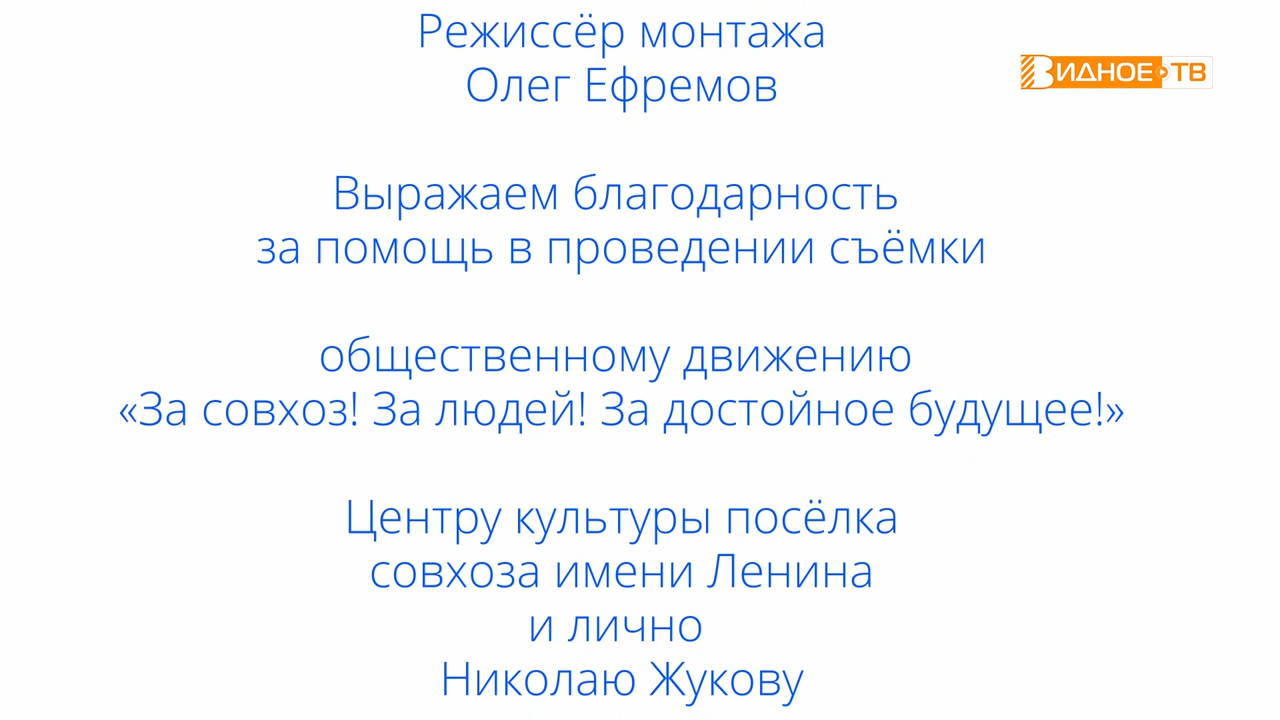 Режиссёр монтажа
Олег Ефремов
ВИДНОЕ ТВ
Выражаем благодарность
за помощь в проведении съёмки
общественному движению
«За совхоз! За людей! За достойное будущее!»
Центру культуры посёлка
совхоза имени Ленина
и лично
Николаю Жукову